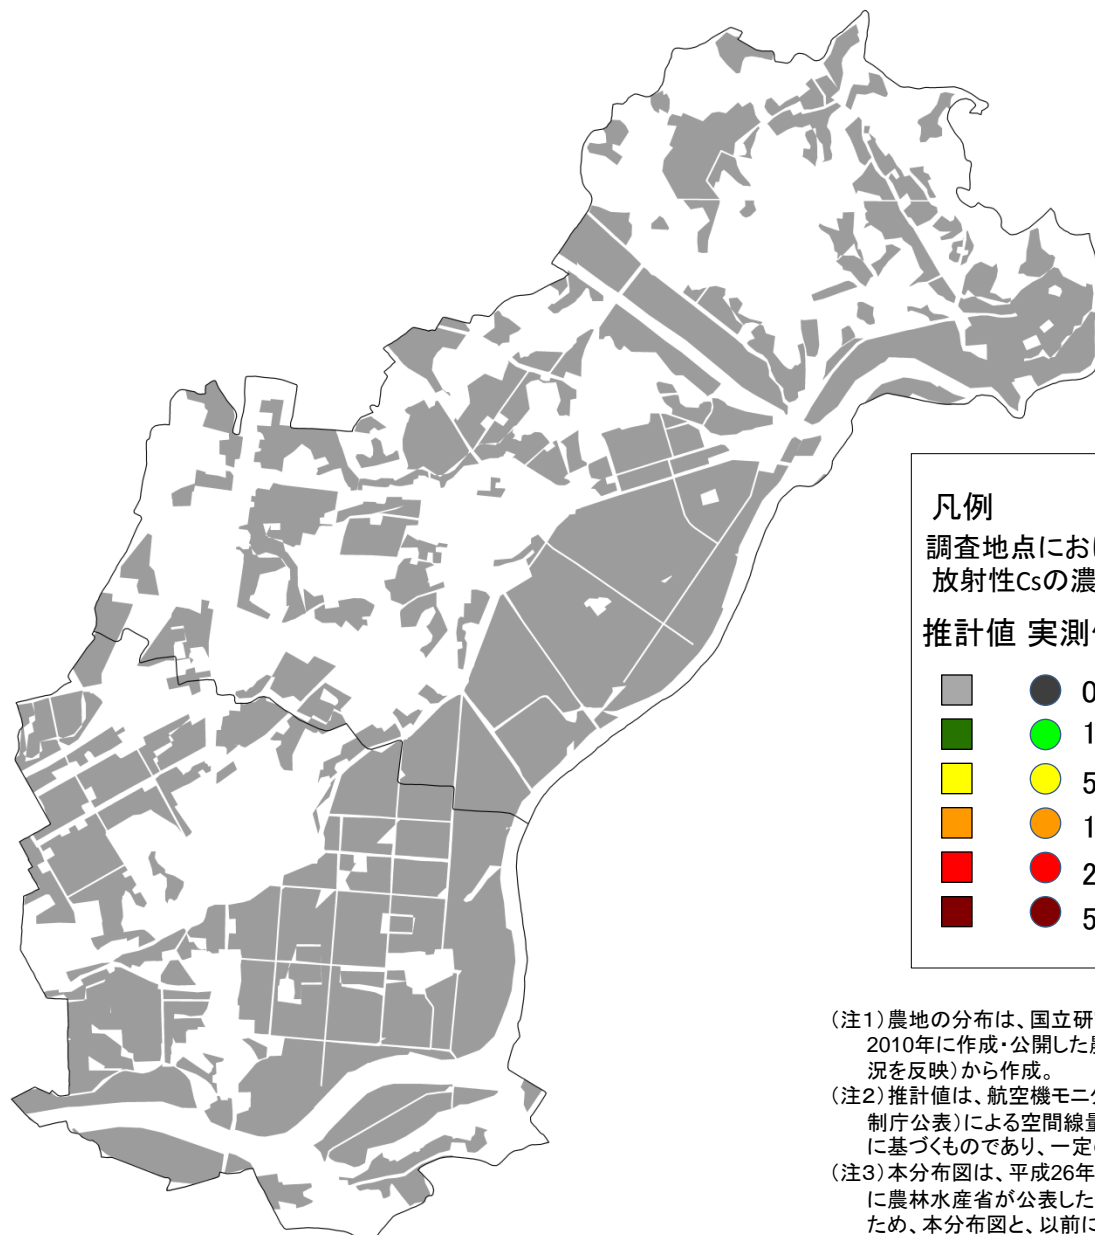 凡例
調査地点にお
放射性Csの濃
推計値 実測
0
1
5
1
2
5
（注1）農地の分布は、国立研
2010年に作成・公開した
況を反映）から作成。
（注2）推計値は、航空機モニタ
制庁公表）による空間線量
に基づくものであり、一定
（注3）本分布図は、平成26年
に農林水産省が公表した
ため、本分布図と、以前に